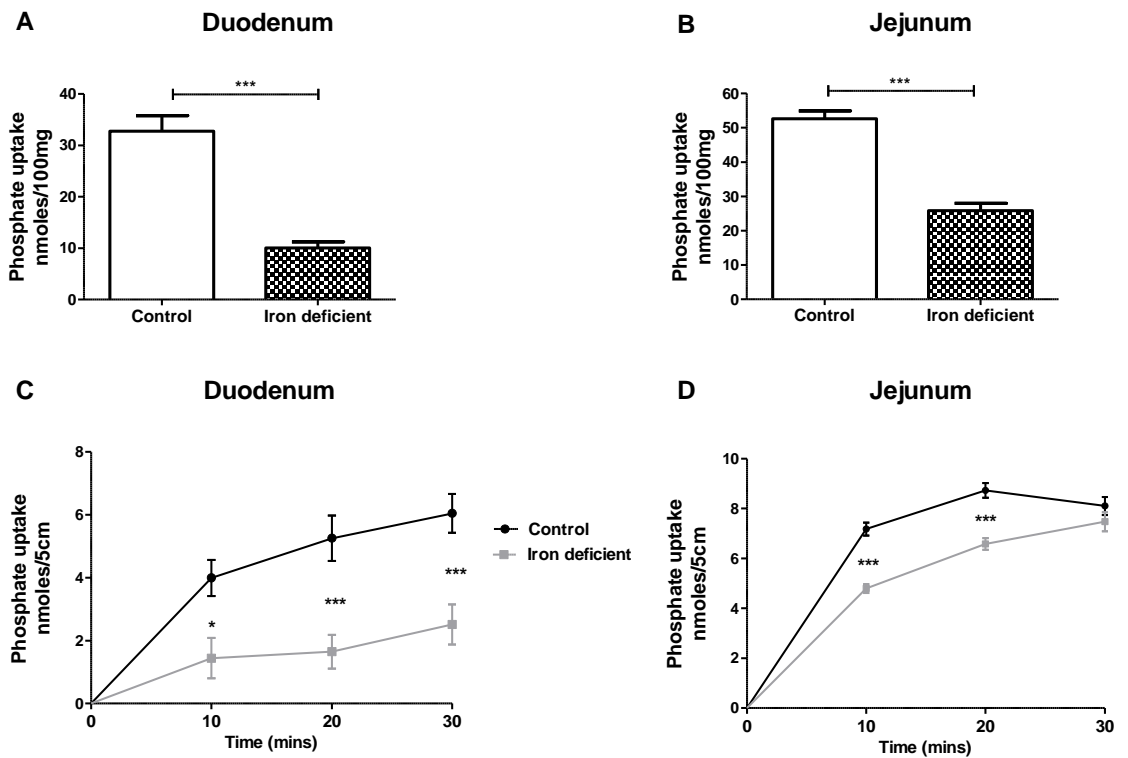 A
Duodenum
Phosphate uptake
nmoles/100mg
40
30
20
10
0
***
Control
Iron deficient
B
Jejunum
Phosphate uptake
nmoles/100mg
60
50
40
30
20
10
0
***
Control
Iron deficient
C
Duodenum
Phosphate uptake
nmoles/5cm
8
6
4
2
0
*
***
***
0
10
20
30
Time (mins)
Control
Iron deficient
D
Jejunum
Phosphate uptake
nmoles/5cm
10
8
6
4
2
0
***
***
0
10
20
30
Time (mins)